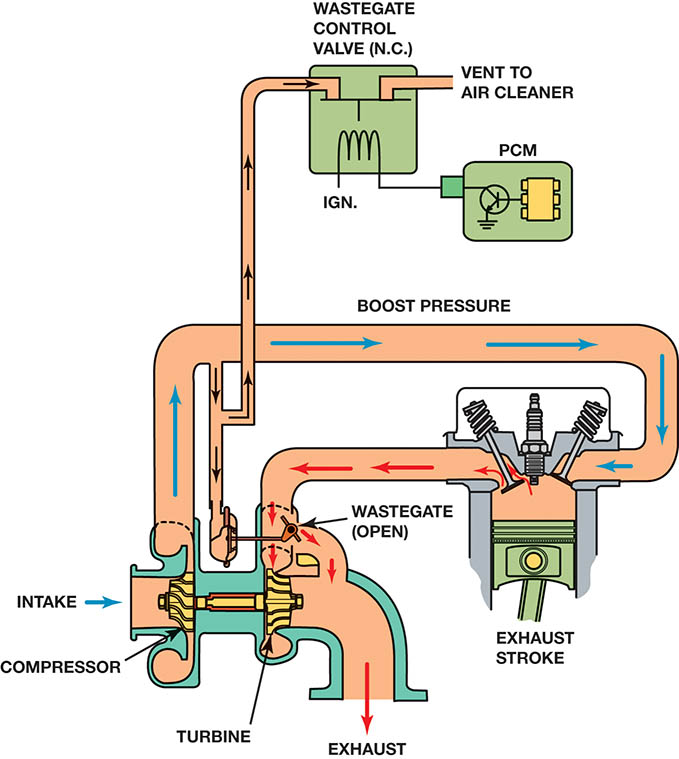 WASTEGATE
CONTROL
VALVE (N.C.)
VENT TO
AIR CLEANER
PCM
IGN.
BOOST PRESSURE
WASTEGATE
(OPEN)
INTAKE
COMPRESSOR
EXHAUST
STROKE
TURBINE
EXHAUST